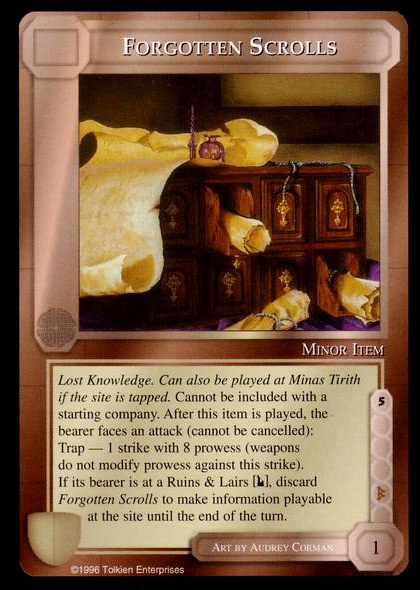 FORGOTTEN SCROLLS
MINOR ITEM
Lost Knowledge. Can also be played at Minas Tirith
if the site is tapped. Cannot be included with a
starting company. After this item is played, the
bearer faces an attack (cannot be cancelled):
Trap — 1 strike with 8 prowess (weapons
do not modify prowess against this strike).
If its bearer is at a Ruins & Lairs [], discard
Forgotten Scrolls to make information playable
at the site until the end of the turn.
5
ART BY AUDREY CORMAN
1
©1996 Tolkien Enterprises